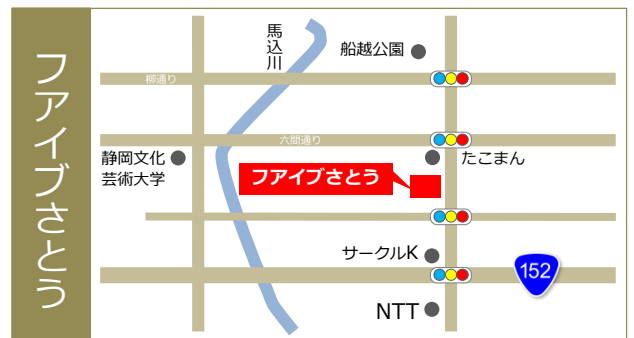 フアイブさとう
馬込川
船越公園
柳通り
六間通り
静岡文化
芸術大学
たこまん
フアイブさとう
サークルK
152
NTT